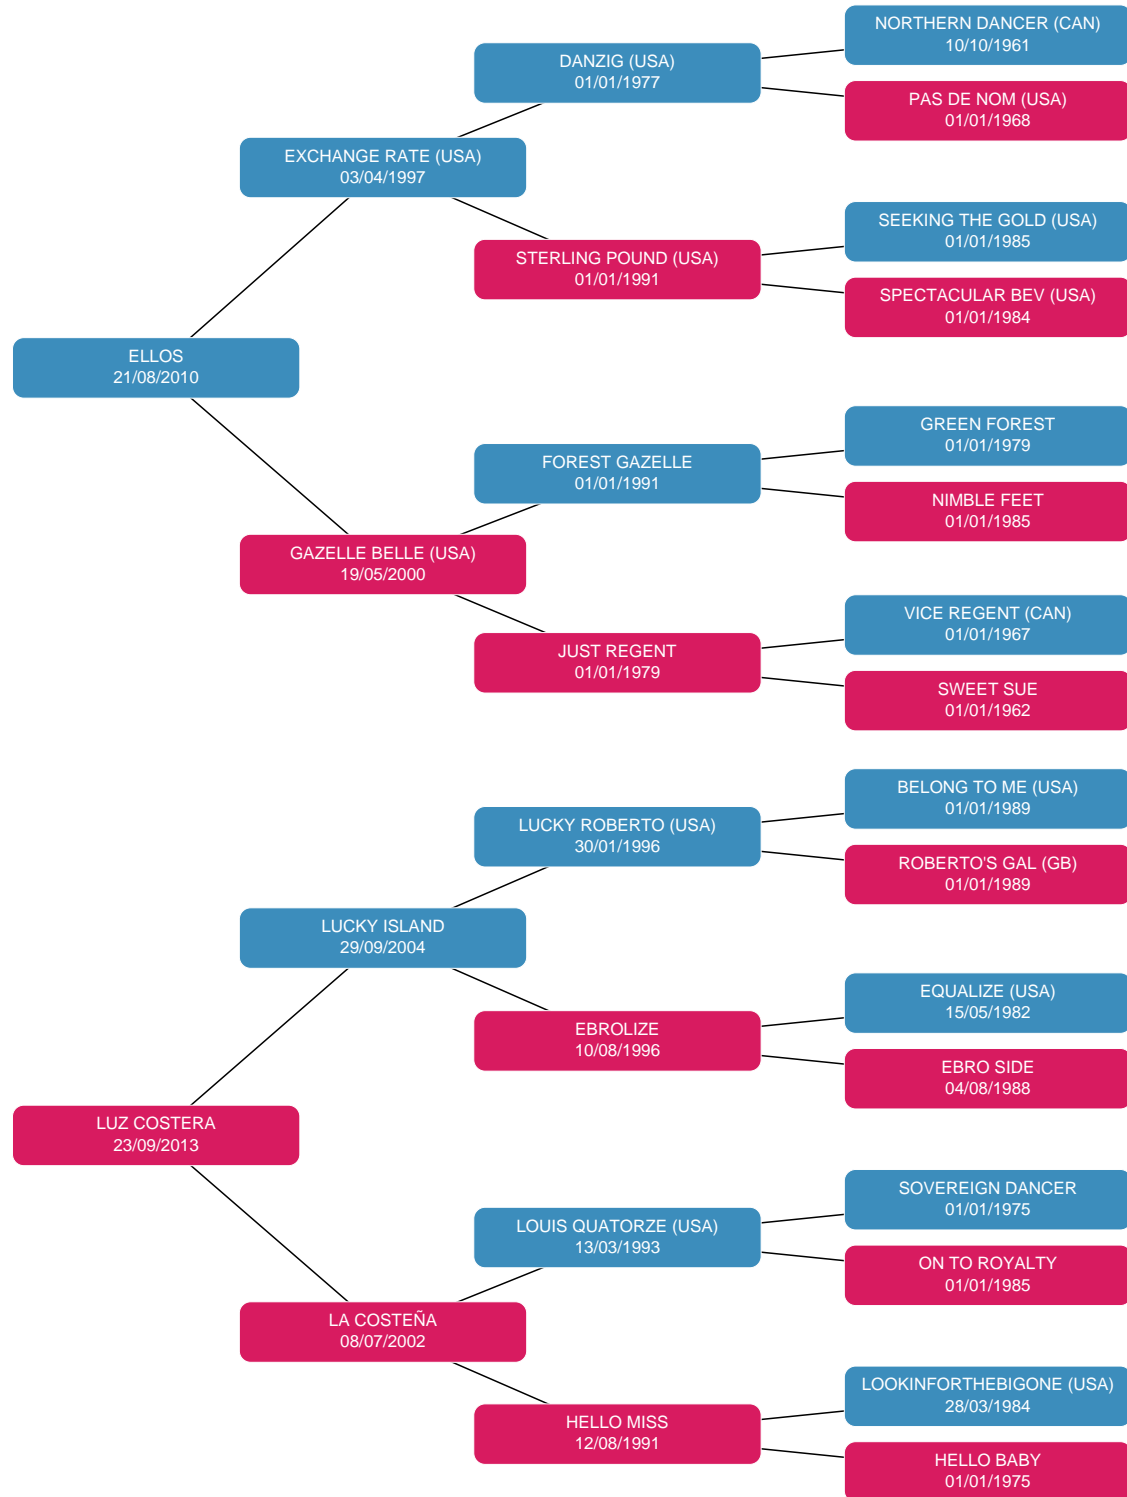 NORTHERN DANCER (CAN)
10/10/1961
DANZIG (USA)
01/01/1977
PAS DE NOM (USA)
01/01/1968
EXCHANGE RATE (USA)
03/04/1997
SEEKING THE GOLD (USA)
01/01/1985
STERLING POUND (USA)
01/01/1991
SPECTACULAR BEV (USA)
01/01/1984
ELLOS
21/08/2010
GREEN FOREST
01/01/1979
FOREST GAZELLE
01/01/1991
NIMBLE FEET
01/01/1985
GAZELLE BELLE (USA)
19/05/2000
VICE REGENT (CAN)
01/01/1967
JUST REGENT
01/01/1979
SWEET SUE
01/01/1962
BELONG TO ME (USA)
01/01/1989
LUCKY ROBERTO (USA)
30/01/1996
ROBERTO'S GAL (GB)
01/01/1989
LUCKY ISLAND
29/09/2004
EQUALIZE (USA)
15/05/1982
EBROLIZE
10/08/1996
EBRO SIDE
04/08/1988
LUZ COSTERA
23/09/2013
SOVEREIGN DANCER
01/01/1975
LOUIS QUATORZE (USA)
13/03/1993
ON TO ROYALTY
01/01/1985
LA COSTEÑA
08/07/2002
LOOKINFORTHEBIGONE (USA)
28/03/1984
HELLO MISS
12/08/1991
HELLO BABY
01/01/1975